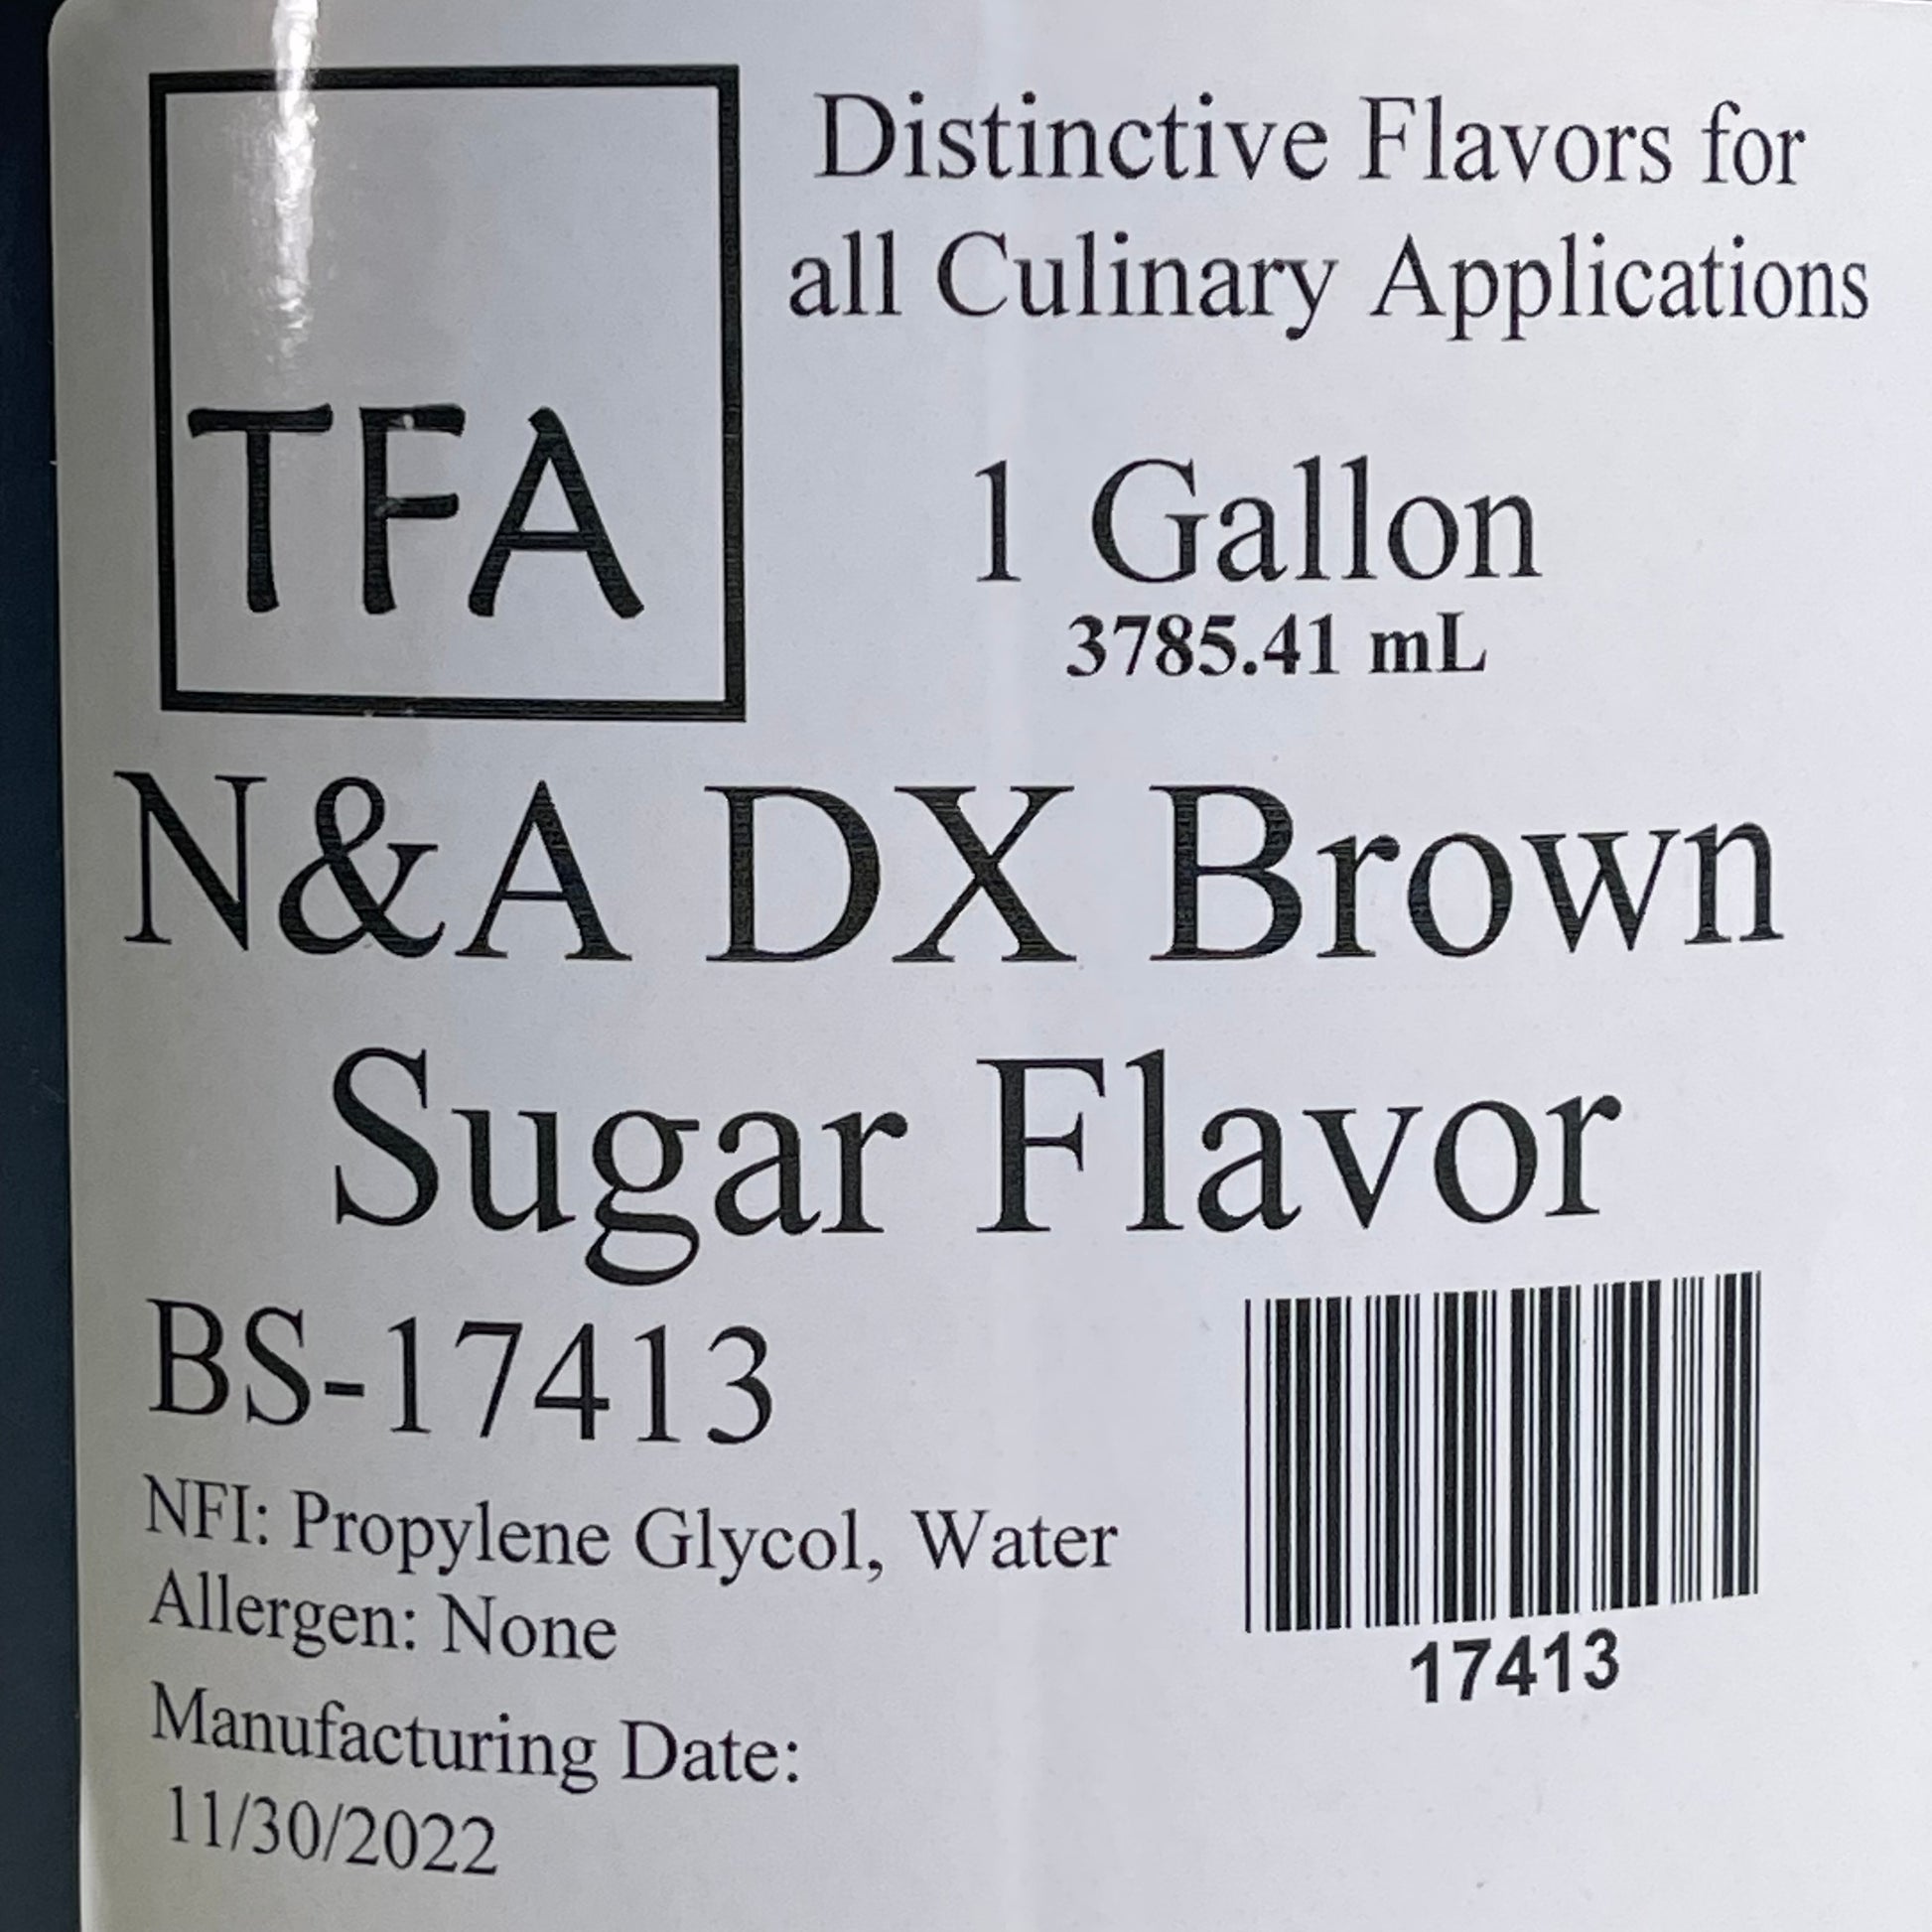 TFA
Distinctive Flavors for
all Culinary Applications
1 Gallon
3785.41 mL
N&A DX Brown
Sugar Flavor
BS-17413
NFI: Propylene Glycol, Water
Allergen: None
Manufacturing Date:
11/30/2022
17413